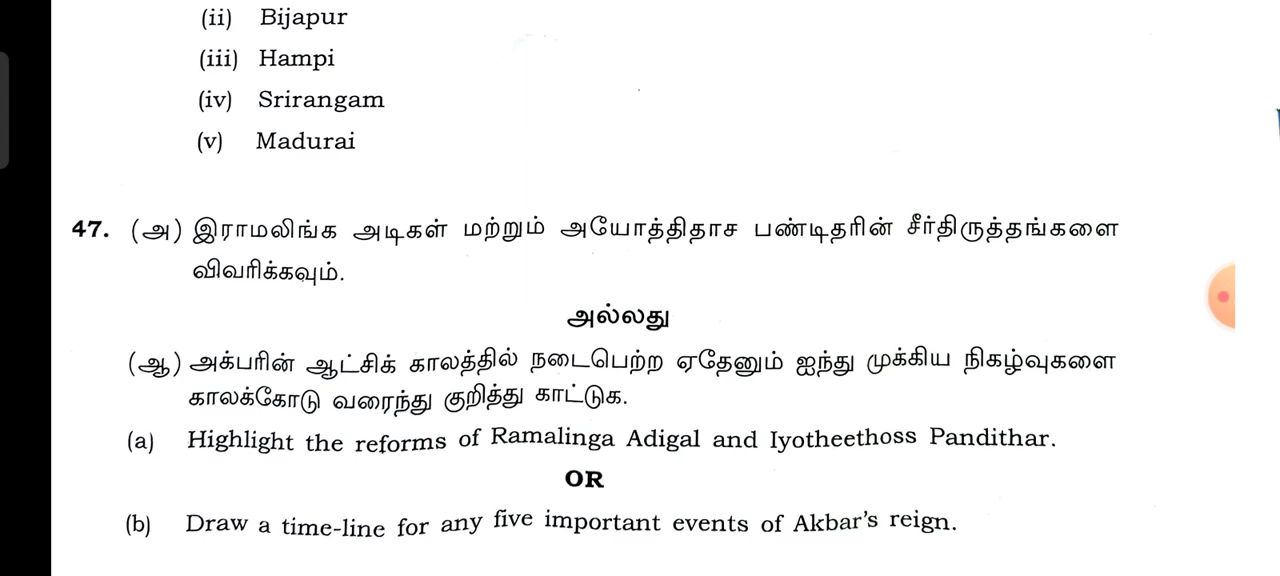 (ii) Bijapur
(iii) Hampi
(iv) Srirangam
(v) Madurai
47. (அ) இராமலிங்க அடிகள் மற்றும் அயோத்திதாச பண்டிதரின் சீர்திருத்தங்களை
விவரிக்கவும்.
அல்லது
(ஆ) அக்பரின் ஆட்சிக் காலத்தில் நடைபெற்ற ஏதேனும் ஐந்து முக்கிய நிகழ்வுகளை
காலக்கோடு வரைந்து குறித்து காட்டுக.
(a) Highlight the reforms of Ramalinga Adigal and Iyotheethoss Pandithar.
OR
(b) Draw a time-line for any five important events of Akbar's reign.